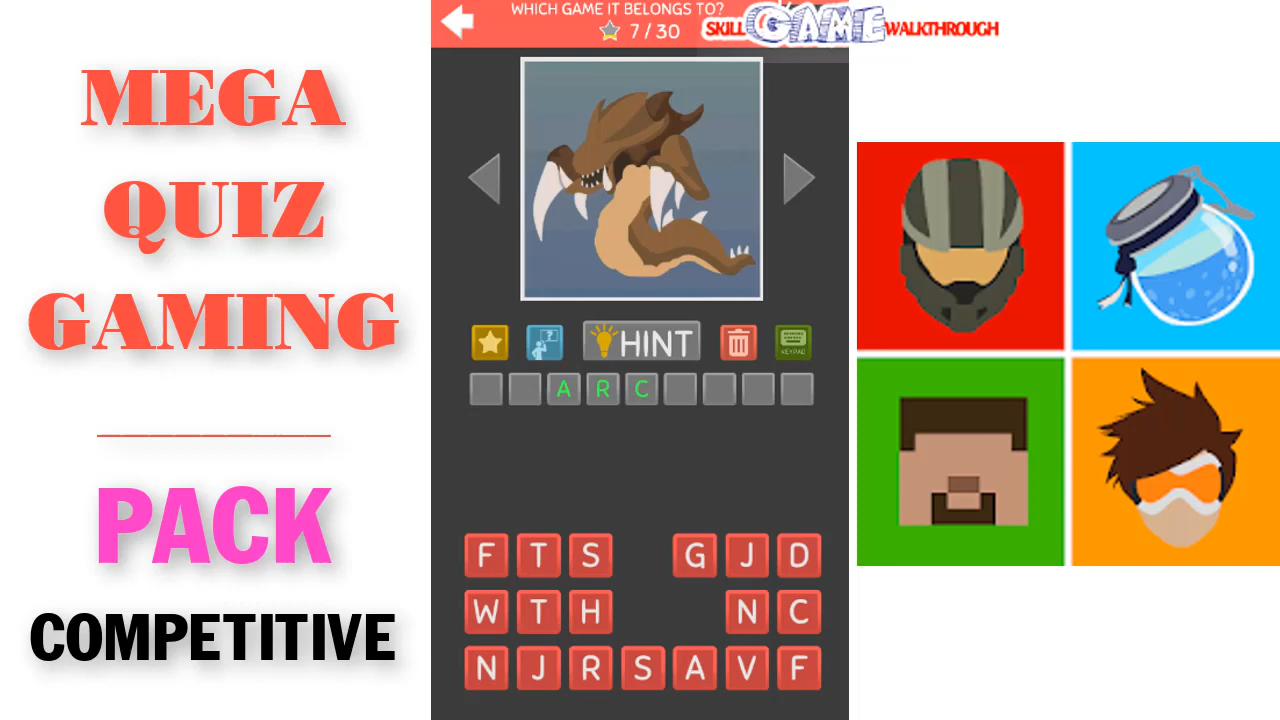 MEGA
QUIZ
GAMING
PACK
COMPETITIVE
WHICH GAME IT BELONGS TO?
7 / 30
SKILL GAME WALKTHROUGH
HINT
KEYPAD
A R C
F T S G J D
W T H N C
N J R S A V F